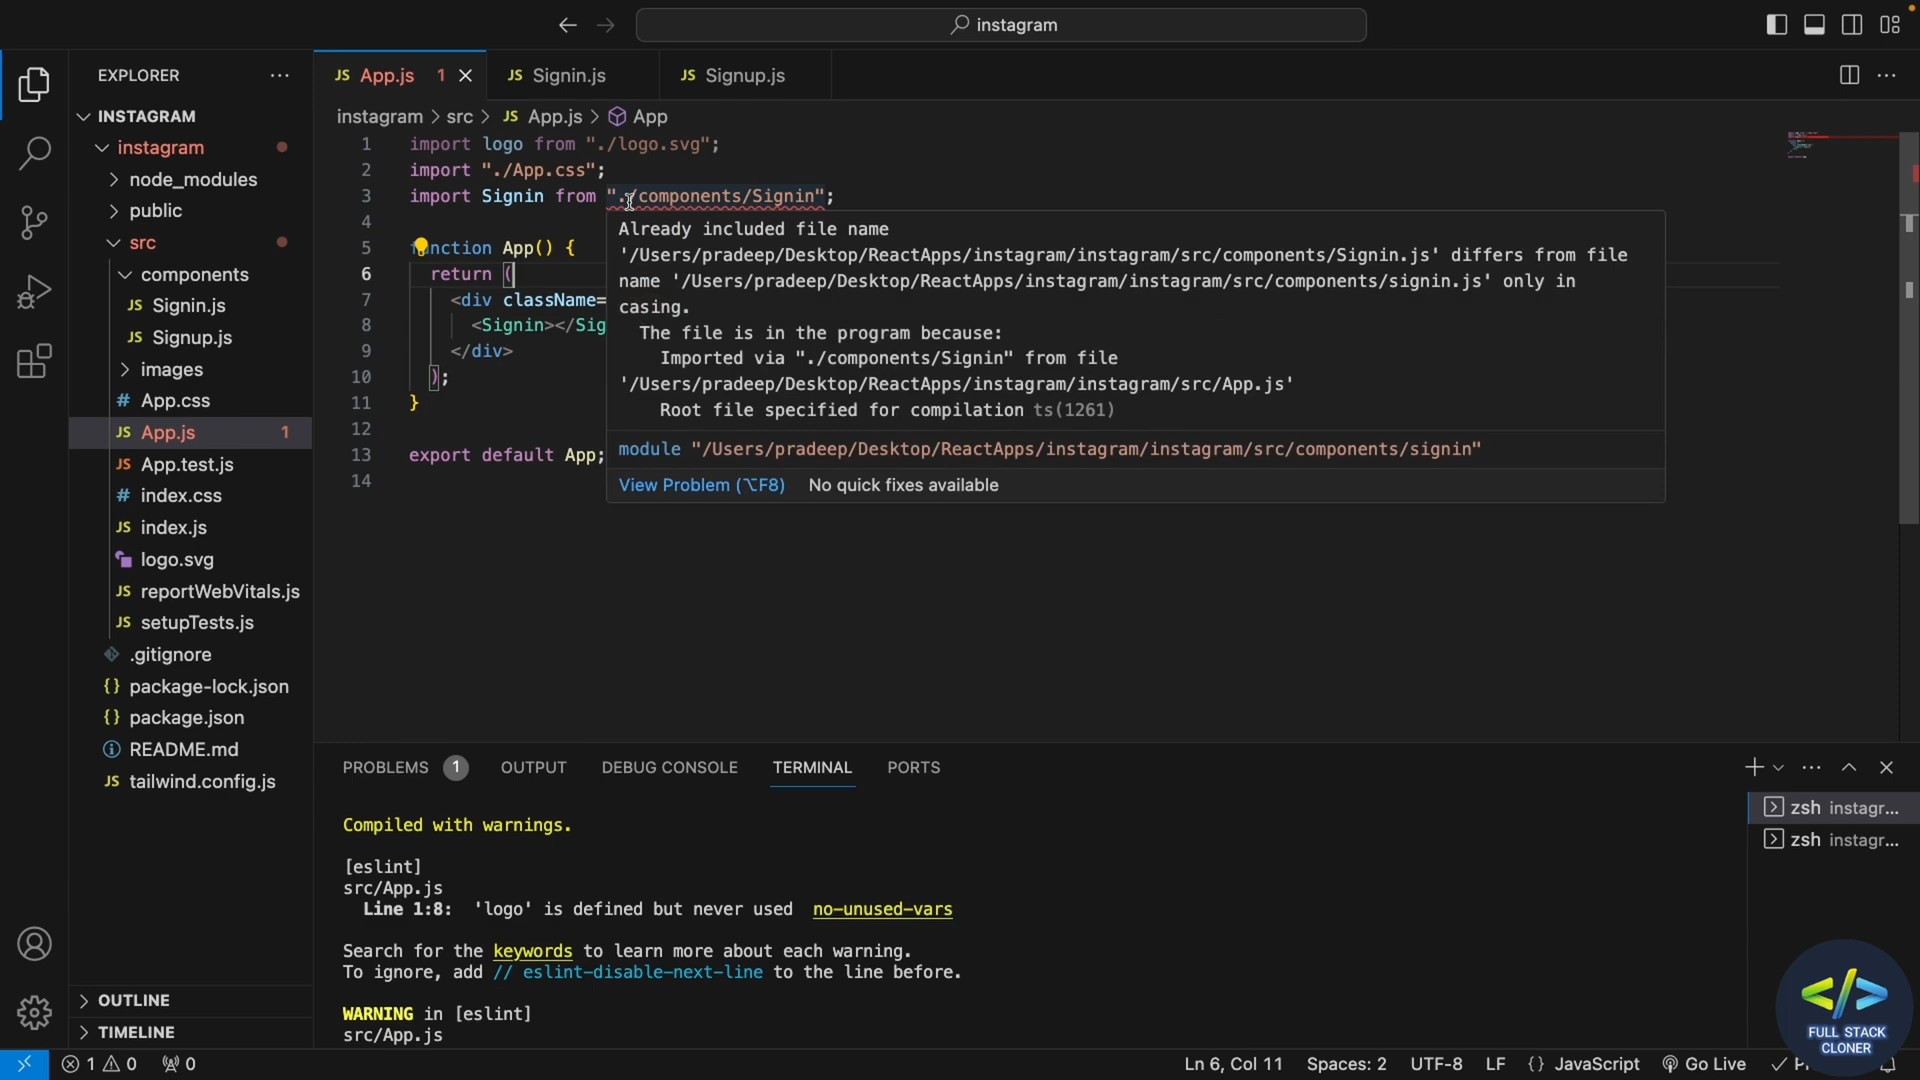 instagram
EXPLORER
INSTAGRAM
instagram
node_modules
public
src
components
JS Signin.js
JS Signup.js
images
# App.css
JS App.js 1
JS App.test.js
# index.css
JS index.js
logo.svg
JS reportWebVitals.js
JS setupTests.js
.gitignore
{} package-lock.json
{} package.json
README.md
JS tailwind.config.js
OUTLINE
TIMELINE
JS App.js 1
JS Signin.js
JS Signup.js
instagram > src > JS App.js > App
1 import logo from "./logo.svg";
2 import "./App.css";
3 import Signin from "./components/Signin";
4
5 function App() {
6 return (
7 <div className=
8 <Signin></Sig
9 </div>
10 );
11 }
12
13 export default App;
14
Already included file name
'/Users/pradeep/Desktop/ReactApps/instagram/instagram/src/components/Signin.js' differs from file
name '/Users/pradeep/Desktop/ReactApps/instagram/instagram/src/components/signin.js' only in
casing.
The file is in the program because:
Imported via "./components/Signin" from file
'/Users/pradeep/Desktop/ReactApps/instagram/instagram/src/App.js'
Root file specified for compilation ts(1261)
module "/Users/pradeep/Desktop/ReactApps/instagram/instagram/src/components/signin"
View Problem (⌥F8) No quick fixes available
PROBLEMS 1 OUTPUT DEBUG CONSOLE TERMINAL PORTS
Compiled with warnings.
[eslint]
src/App.js
Line 1:8: 'logo' is defined but never used no-unused-vars
Search for the keywords to learn more about each warning.
To ignore, add // eslint-disable-next-line to the line before.
WARNING in [eslint]
src/App.js
zsh instagr...
zsh instagr...
FULL STACK
CLONER
1 0 0 Ln 6, Col 11 Spaces: 2 UTF-8 LF {} JavaScript Go Live